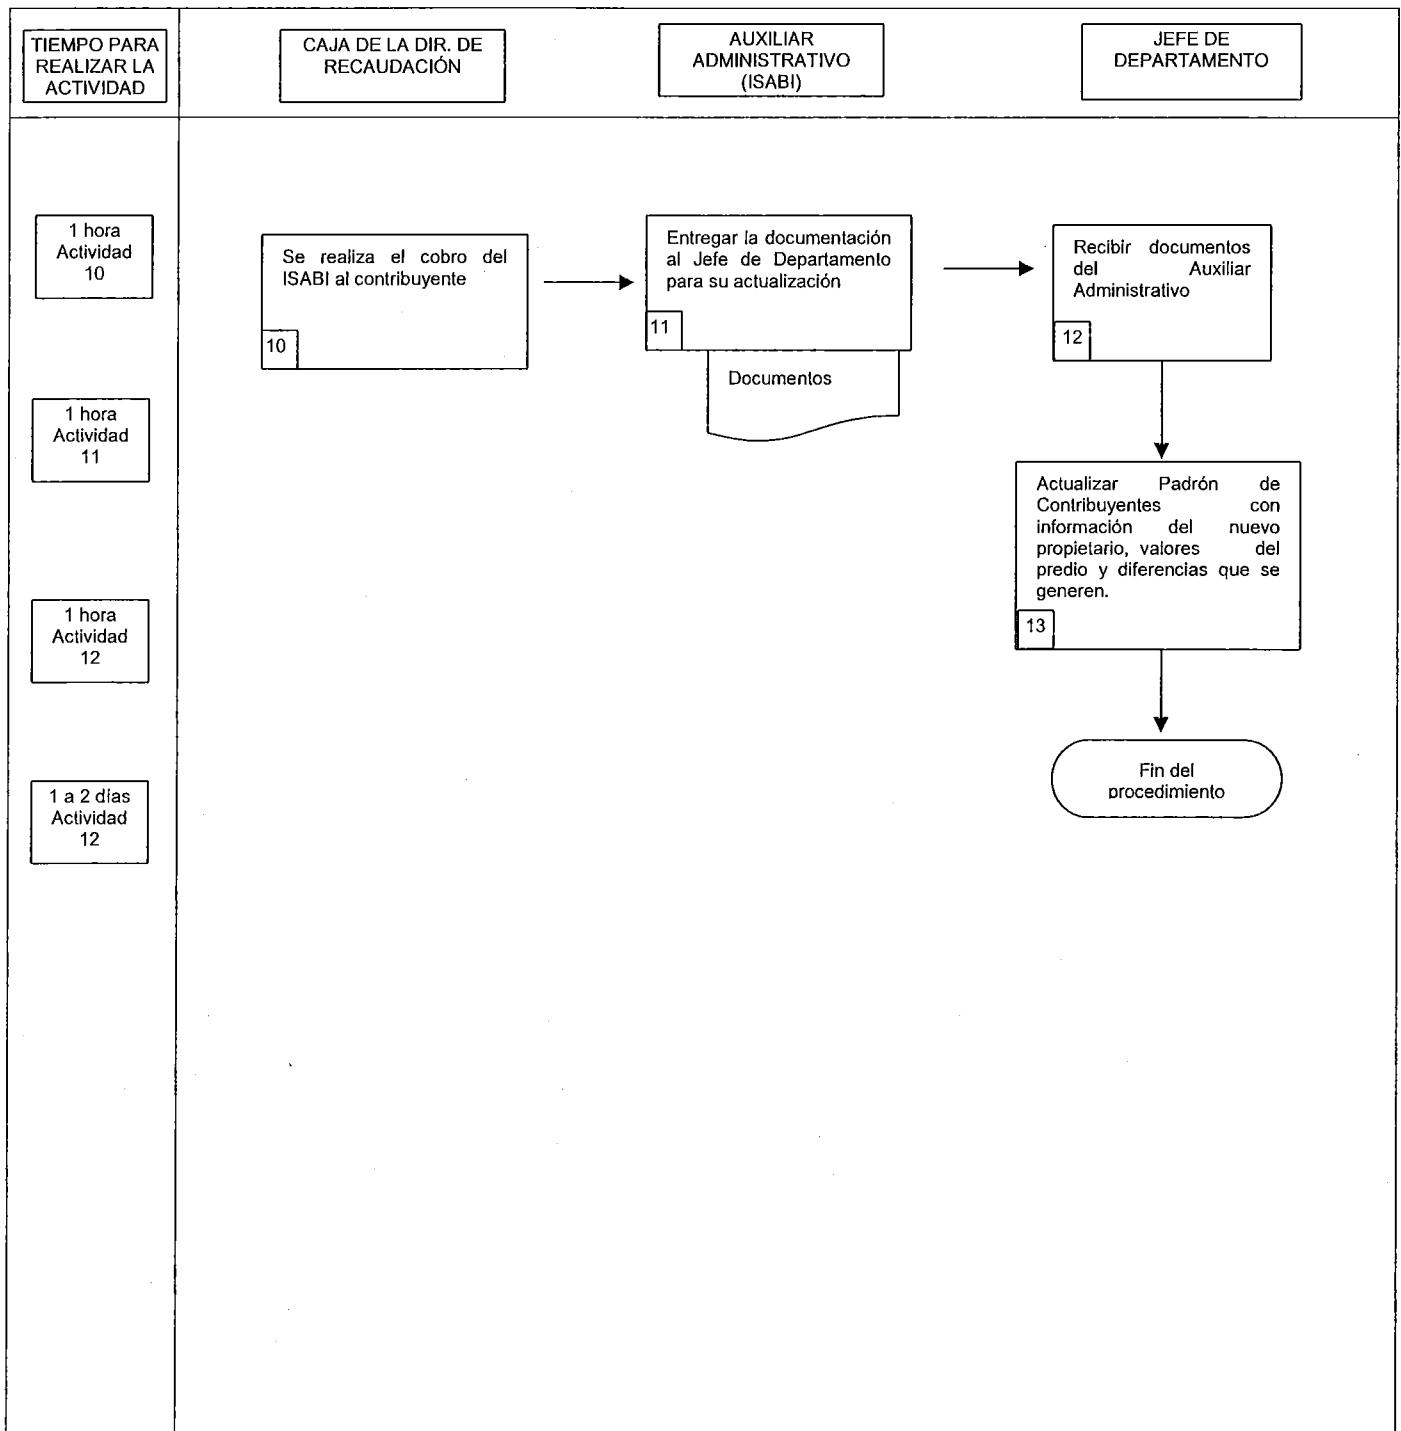 TIEMPO PARA
REALIZAR LA
ACTIVIDAD
CAJA DE LA DIR. DE
RECAUDACIÓN
AUXILIAR
ADMINISTRATIVO
(ISABI)
JEFE DE
DEPARTAMENTO
1 hora
Actividad
10
Se realiza el cobro del
ISABI al contribuyente
10
Entregar la documentación
al Jefe de Departamento
para su actualización
11
Documentos
Recibir documentos
del Auxiliar
Administrativo
12
1 hora
Actividad
11
Actualizar Padrón de
Contribuyentes con
información del nuevo
propietario, valores del
predio y diferencias que se
generen.
13
1 hora
Actividad
12
Fin del
procedimiento
1 a 2 días
Actividad
12